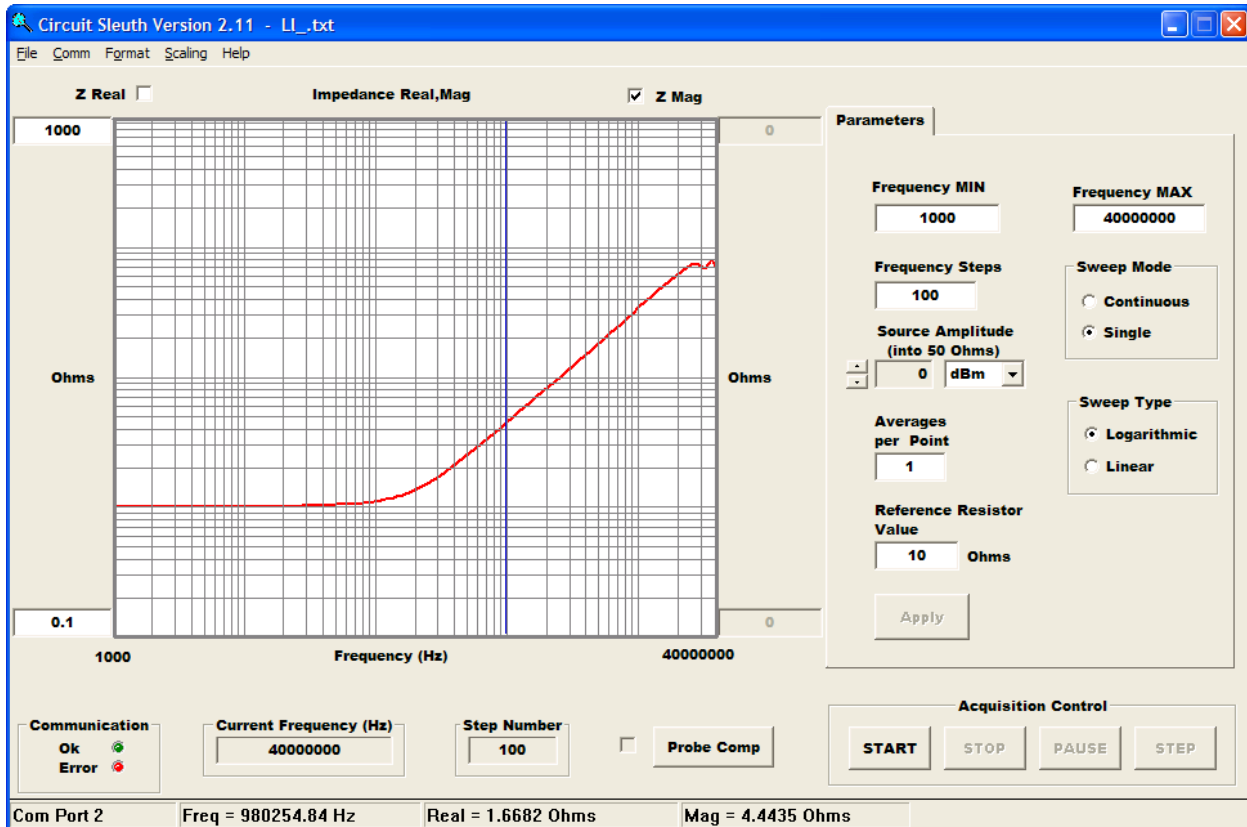 Circuit Sleuth Version 2.11 - LI_.txt
File Comm Format Scaling Help
Z Real Impedance Real,Mag Z Mag
1000 0
Ohms Ohms
0.1 0
1000 Frequency (Hz) 40000000
Parameters
Frequency MIN Frequency MAX
1000 40000000
Frequency Steps Sweep Mode
100 Continuous
Source Amplitude Single
(into 50 Ohms)
0 dBm
Averages Sweep Type
per Point Logarithmic
1 Linear
Reference Resistor
Value
10 Ohms
Apply
Communication Current Frequency (Hz) Step Number Acquisition Control
Ok 40000000 100 Probe Comp START STOP PAUSE STEP
Error
Com Port 2 Freq = 980254.84 Hz Real = 1.6682 Ohms Mag = 4.4435 Ohms